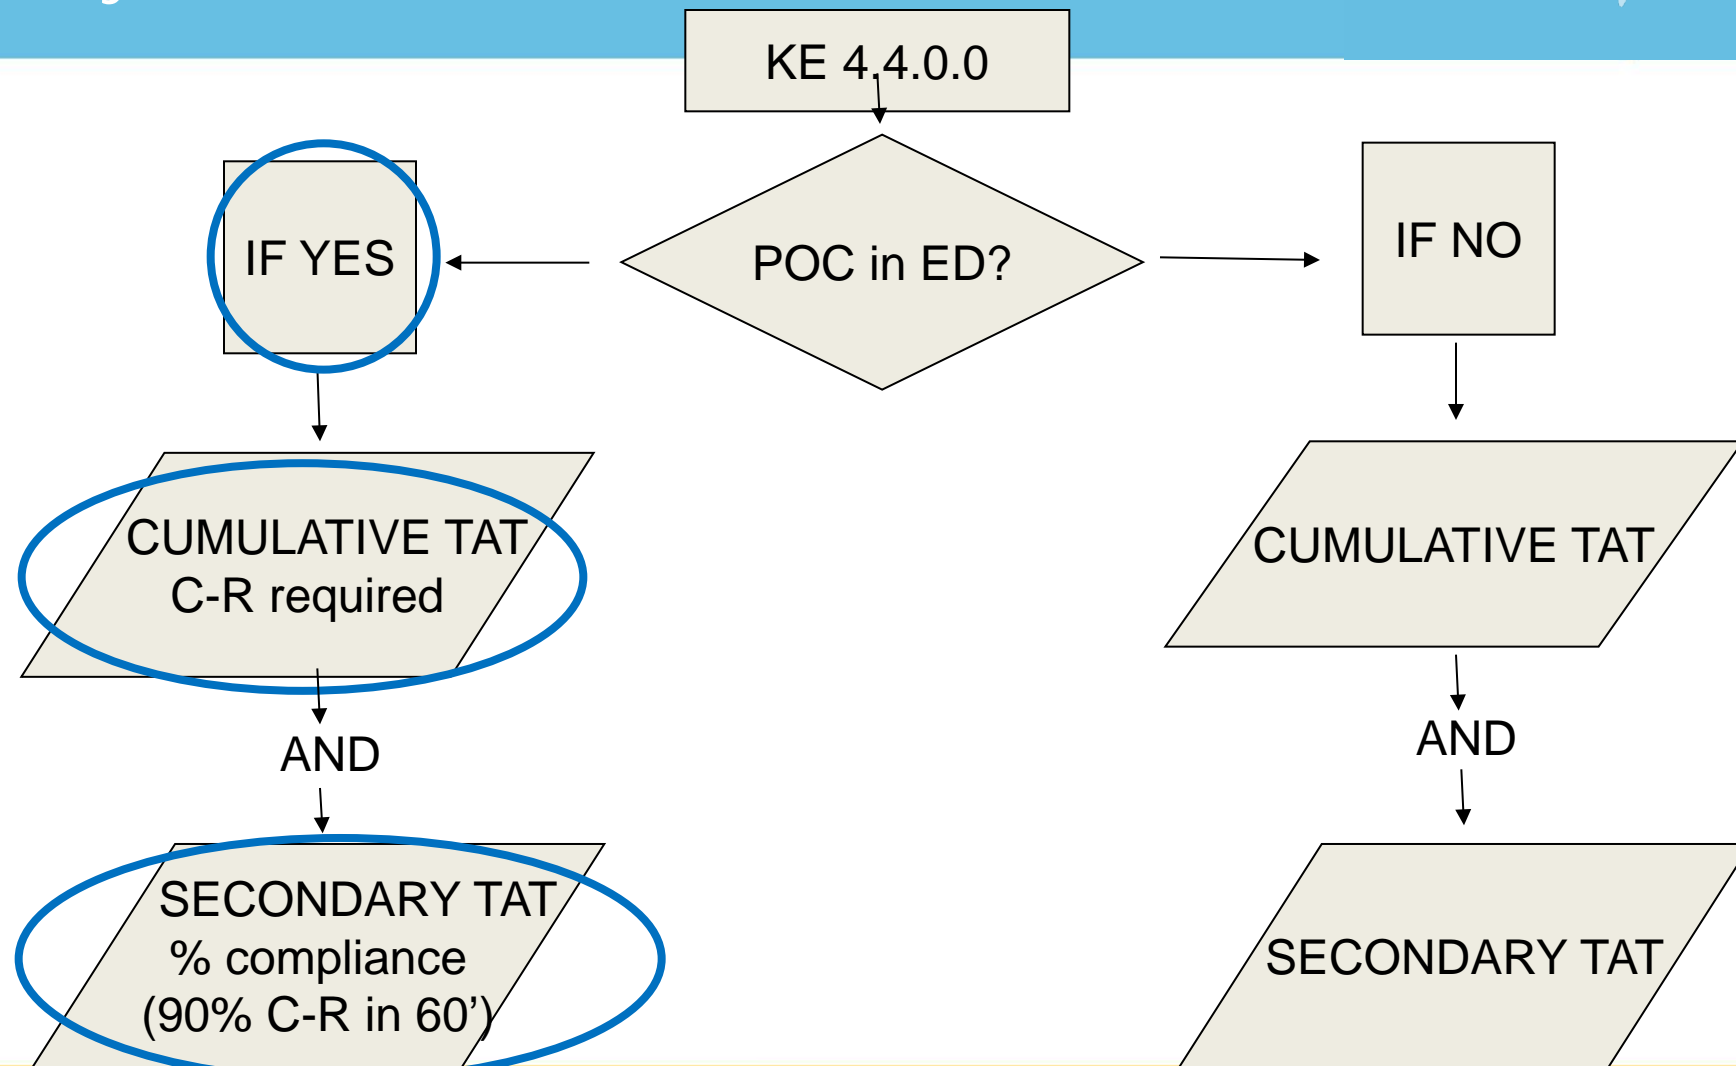 KE 4.4.0.0
IF YES
POC in ED?
IF NO
CUMULATIVE TAT
C-R required
CUMULATIVE TAT
AND
AND
SECONDARY TAT
% compliance
(90% C-R in 60’)
SECONDARY TAT